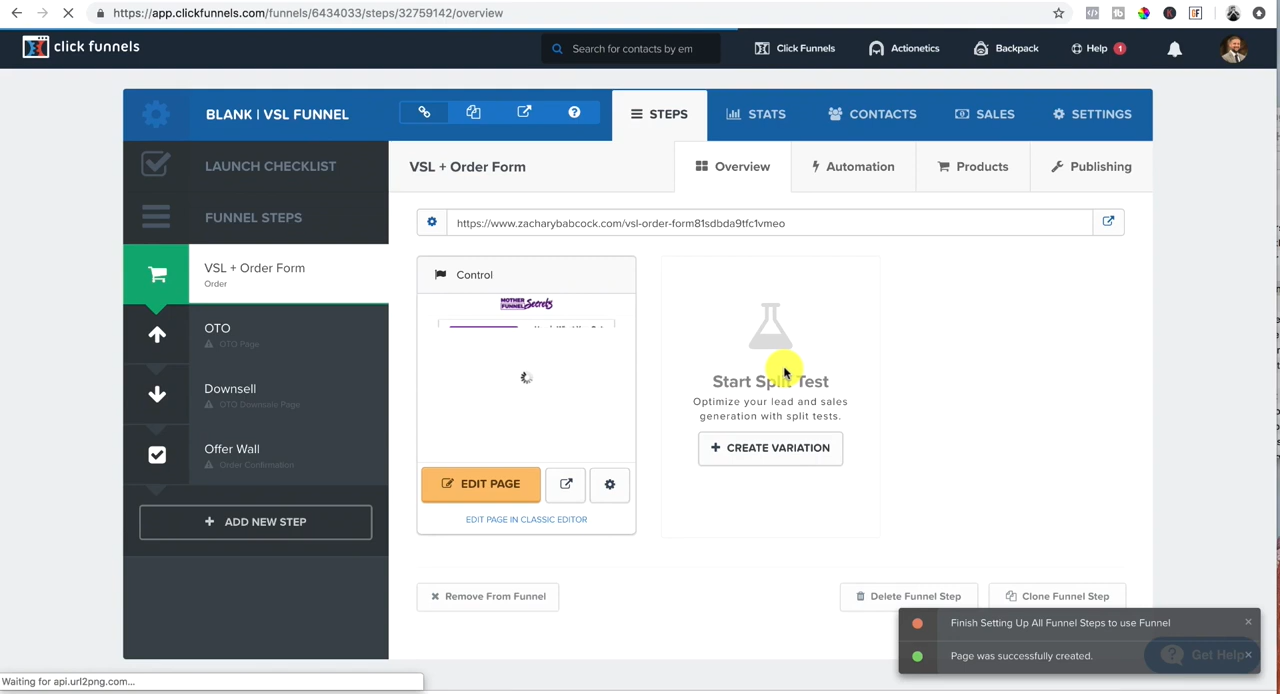 https://app.clickfunnels.com/funnels/6434033/steps/32759142/overview
click funnels
Search for contacts by em
Click Funnels
Actionetics
Backpack
Help 1
BLANK | VSL FUNNEL
STEPS
STATS
CONTACTS
SALES
SETTINGS
LAUNCH CHECKLIST
VSL + Order Form
Overview
Automation
Products
Publishing
FUNNEL STEPS
https://www.zacharybabcock.com/vsl-order-form81sdbda9tfc1vmeo
VSL + Order Form
Order
Control
MOTHER FUNNEL Secrets
OTO
OTO Page
Downsell
OTO Downsale Page
Start Split Test
Optimize your lead and sales
generation with split tests.
+ CREATE VARIATION
Offer Wall
Order Confirmation
EDIT PAGE
EDIT PAGE IN CLASSIC EDITOR
+ ADD NEW STEP
Remove From Funnel
Delete Funnel Step
Clone Funnel Step
Finish Setting Up All Funnel Steps to use Funnel
Page was successfully created.
Get Help
Waiting for api.url2png.com...